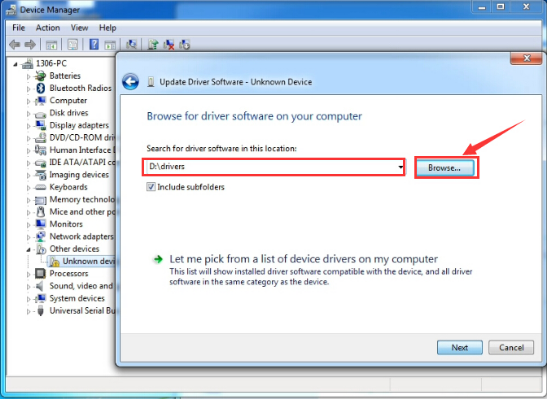 Device Manager
File Action View Help
1306-PC
Batteries
Bluetooth Radios
Computer
Disk drives
Display adapters
DVD/CD-ROM dri
Human Interface D
IDE ATA/ATAPI co
Imaging devices
Keyboards
Memory technolo
Mice and other po
Monitors
Network adapters
Other devices
Unknown devi
Processors
Sound, video and
System devices
Universal Serial Bu
Update Driver Software - Unknown Device
Browse for driver software on your computer
Search for driver software in this location:
D:\drivers
Browse...
Include subfolders
Let me pick from a list of device drivers on my computer
This list will show installed driver software compatible with the device, and all driver
software in the same category as the device.
Next
Cancel